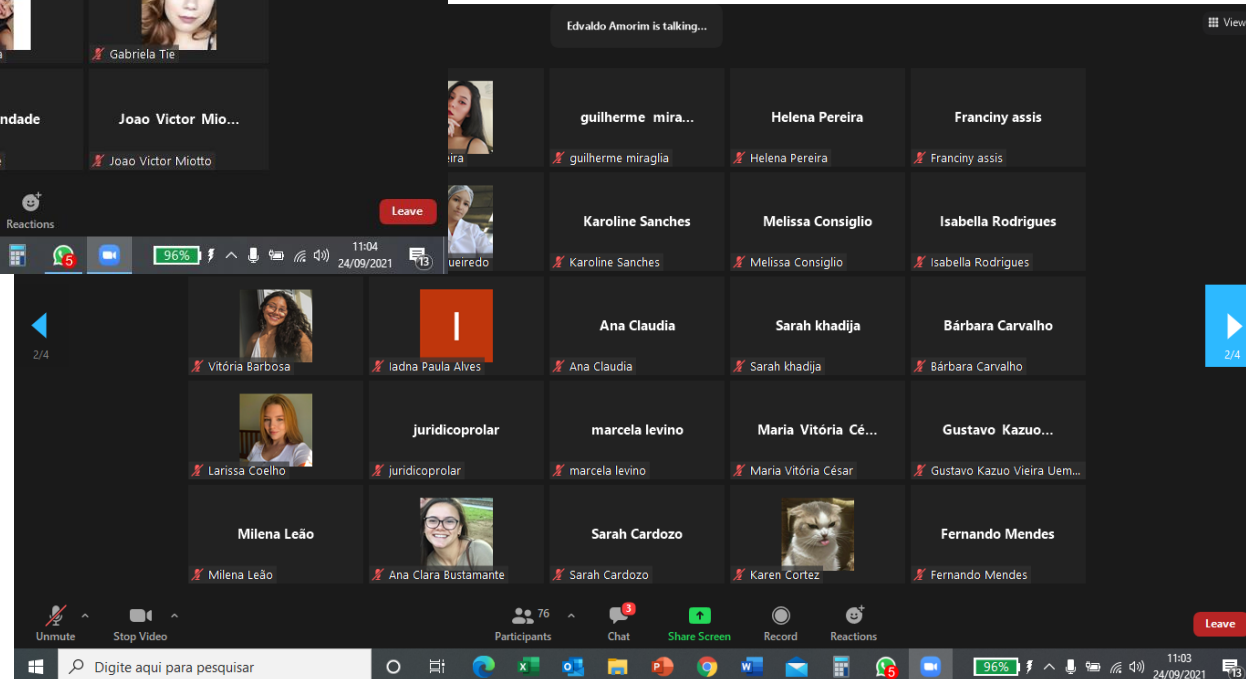 Gabriela Tie
ndade
Joao Victor Mio...
Joao Victor Miotto
Reactions
Leave
5
96%
11:04
24/09/2021
13
Edvaldo Amorim is talking...
View
ira
guilherme mira...
guilherme miraglia
Helena Pereira
Helena Pereira
Franciny assis
Franciny assis
ueiredo
Karoline Sanches
Karoline Sanches
Melissa Consiglio
Melissa Consiglio
Isabella Rodrigues
Isabella Rodrigues
2/4
Vitória Barbosa
I
Iadna Paula Alves
Ana Claudia
Ana Claudia
Sarah khadija
Sarah khadija
Bárbara Carvalho
Bárbara Carvalho
2/4
Larissa Coelho
juridicoprolar
juridicoprolar
marcela levino
marcela levino
Maria Vitória Cé...
Maria Vitória César
Gustavo Kazuo...
Gustavo Kazuo Vieira Uem...
Milena Leão
Milena Leão
Ana Clara Bustamante
Sarah Cardozo
Sarah Cardozo
Karen Cortez
Fernando Mendes
Fernando Mendes
Unmute
Stop Video
76
Participants
3
Chat
Share Screen
Record
Reactions
Leave
Digite aqui para pesquisar
5
96%
11:03
24/09/2021
13